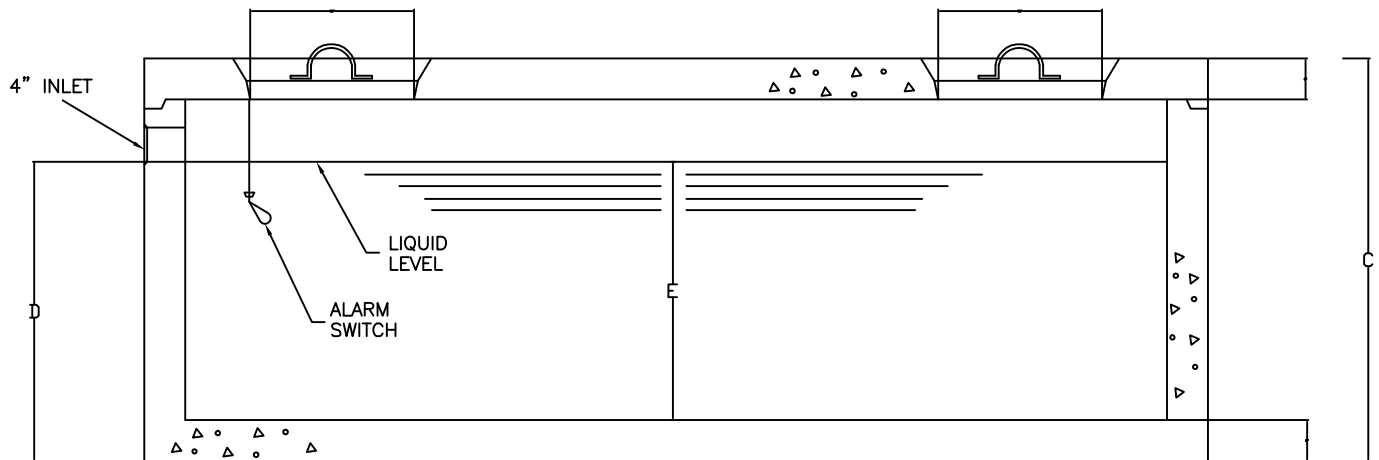 4” INLET
LIQUID
LEVEL
ALARM
SWITCH
D
E
C